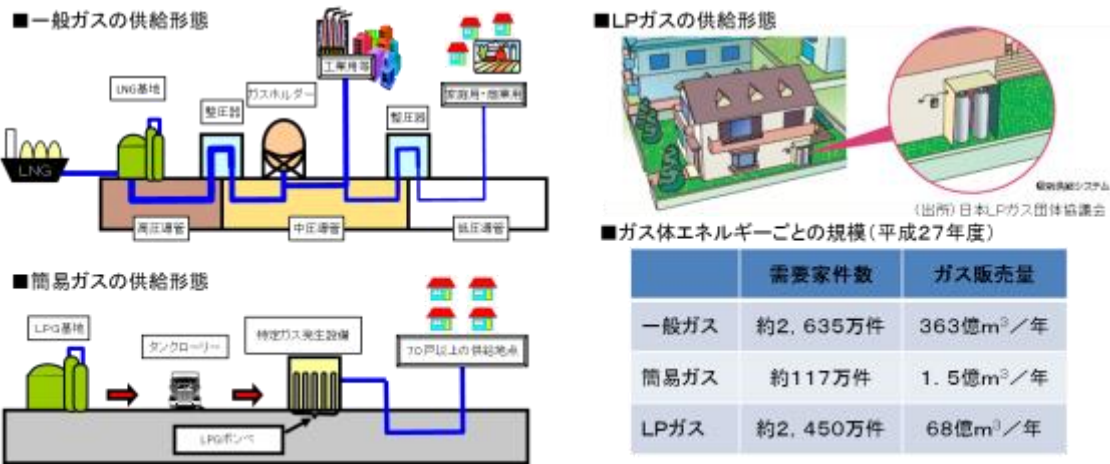 ■一般ガスの供給形態
LNG基地
整圧器
ガスホルダー
工業用等
整圧器
家庭用・商業用
LNG
高圧導管
中圧導管
低圧導管
■簡易ガスの供給形態
LPG基地
タンクローリー
特定ガス発生設備
70戸以上の供給地点
LPGボンベ
■LPガスの供給形態
個別供給システム
(出所)日本LPガス団体協議会
■ガス体エネルギーごとの規模(平成27年度)
需要家件数 ガス販売量
一般ガス 約2,635万件 363億m³/年
簡易ガス 約117万件 1.5億m³/年
LPガス 約2,450万件 68億m³/年